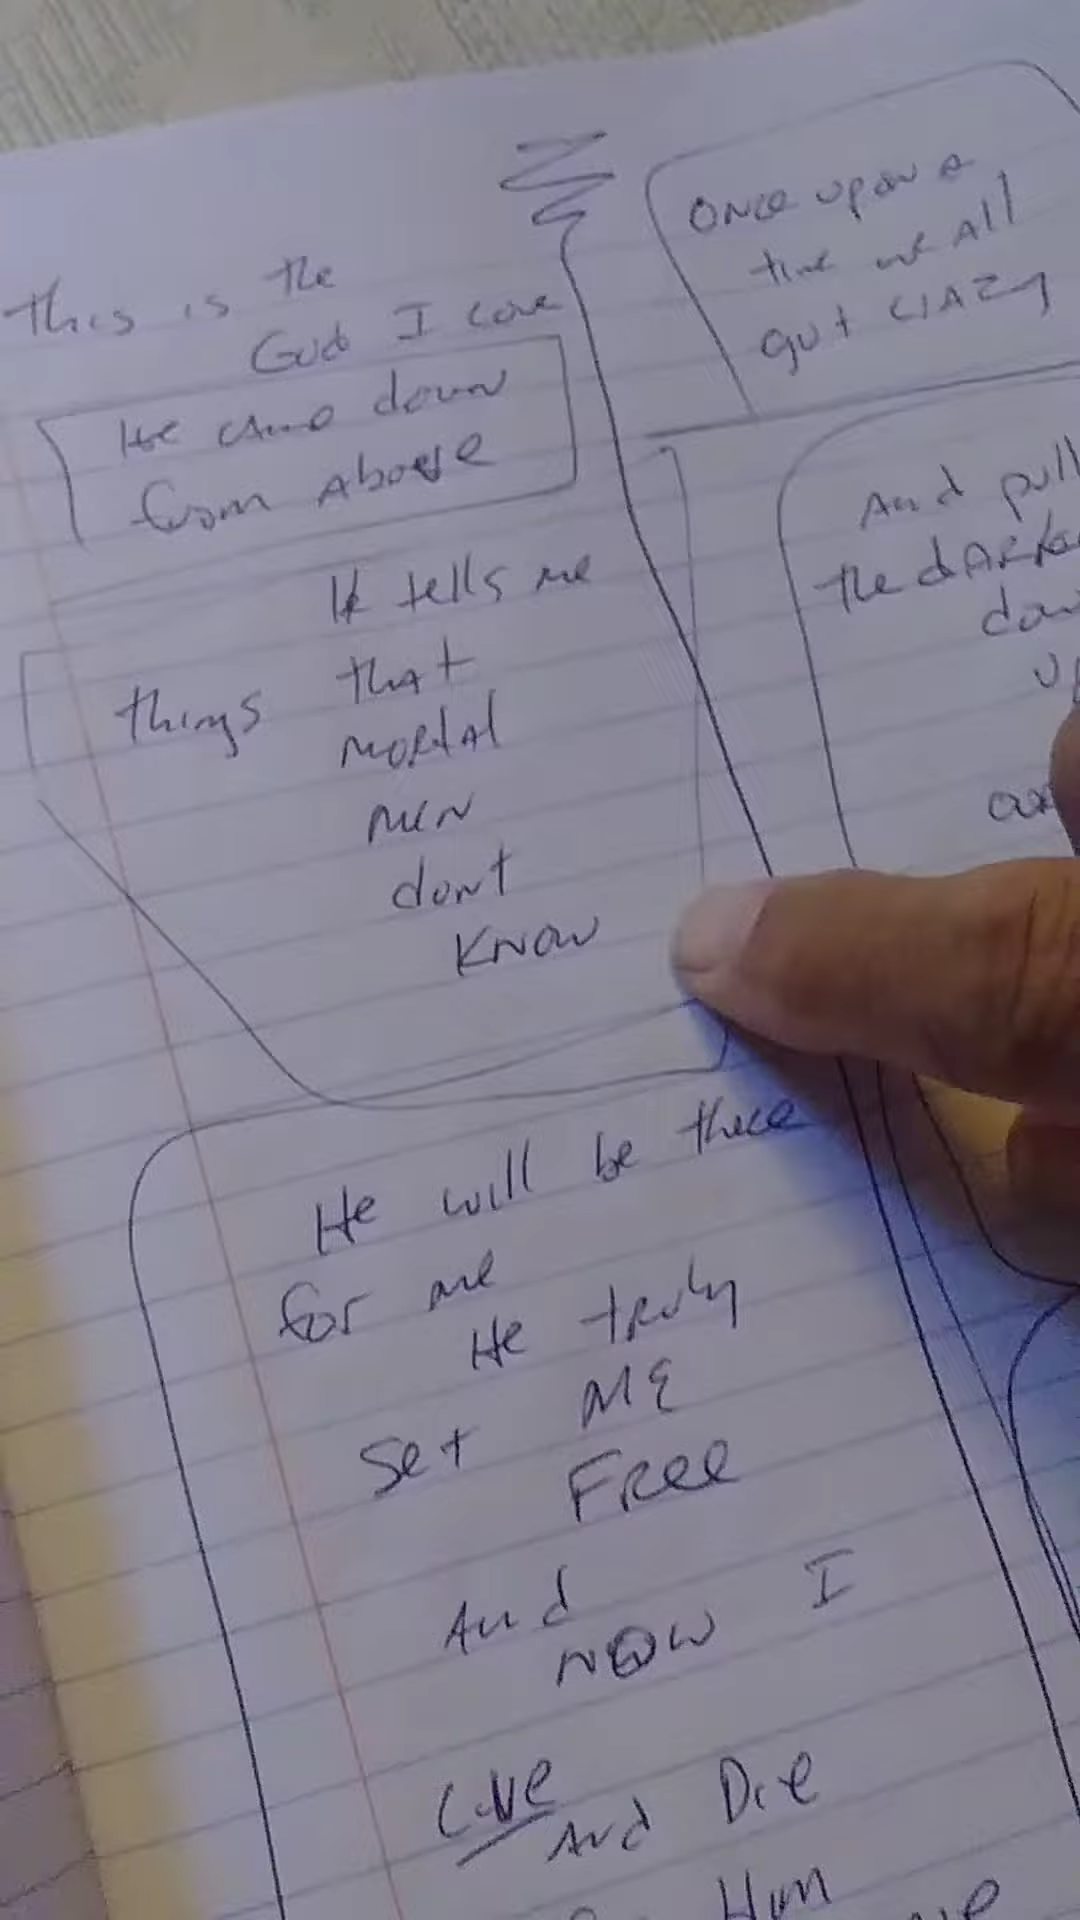 this is the
God I love
He came down
from Above
He tells me
things that
MORtAl
MEN
dont
KNOW
He will be there
for me
He truly
Set ME
FRee
And
NOW I
LIVE
And Die
Him
ONCe upoN A
time we All
got CRAZy
And pull
the dARk